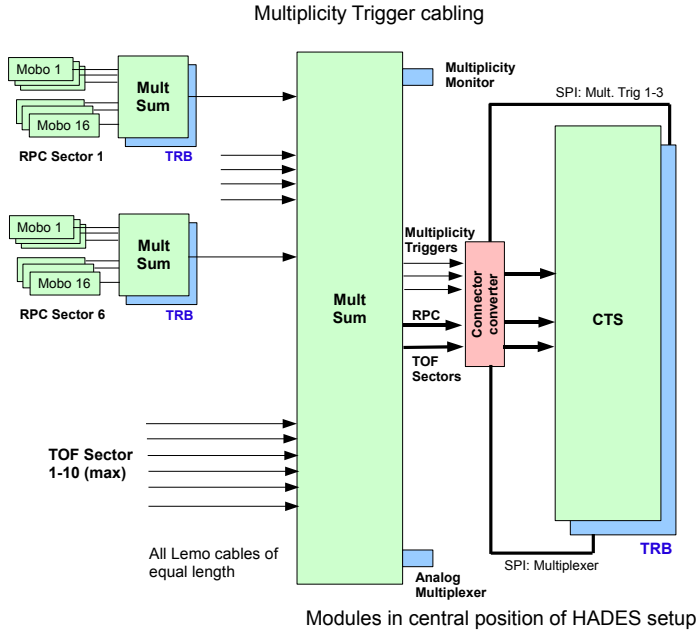 Multiplicity Trigger cabling
Mobo 1
Mult
Sum
Mobo 16
RPC Sector 1
TRB
Multiplicity
Monitor
SPI: Mult. Trig 1-3
Mobo 1
Mult
Sum
Mobo 16
RPC Sector 6
TRB
Mult
Sum
Multiplicity
Triggers
RPC
TOF
Sectors
Connector
converter
CTS
TOF Sector
1-10 (max)
All Lemo cables of
equal length
Analog
Multiplexer
SPI: Multiplexer
TRB
Modules in central position of HADES setup